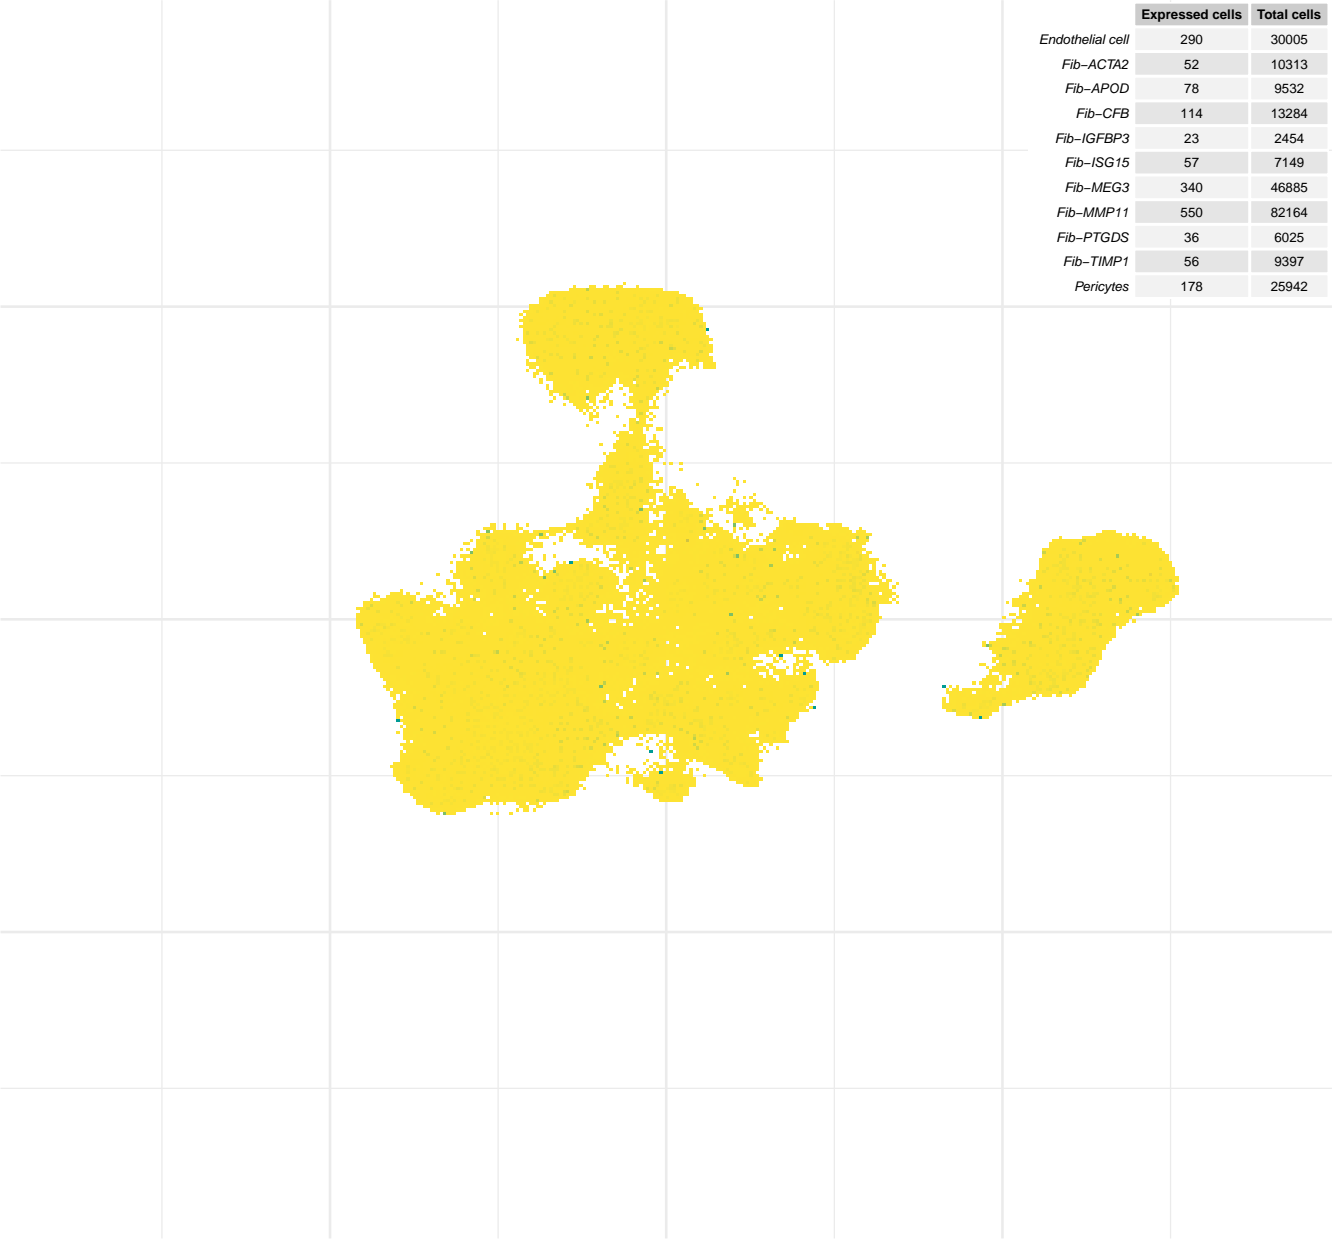 Expressed cells Total cells
Endothelial cell 290 30005
Fib−ACTA2 52 10313
Fib−APOD 78 9532
Fib−CFB 114 13284
Fib−IGFBP3 23 2454
Fib−ISG15 57 7149
Fib−MEG3 340 46885
Fib−MMP11 550 82164
Fib−PTGDS 36 6025
Fib−TIMP1 56 9397
Pericytes 178 25942